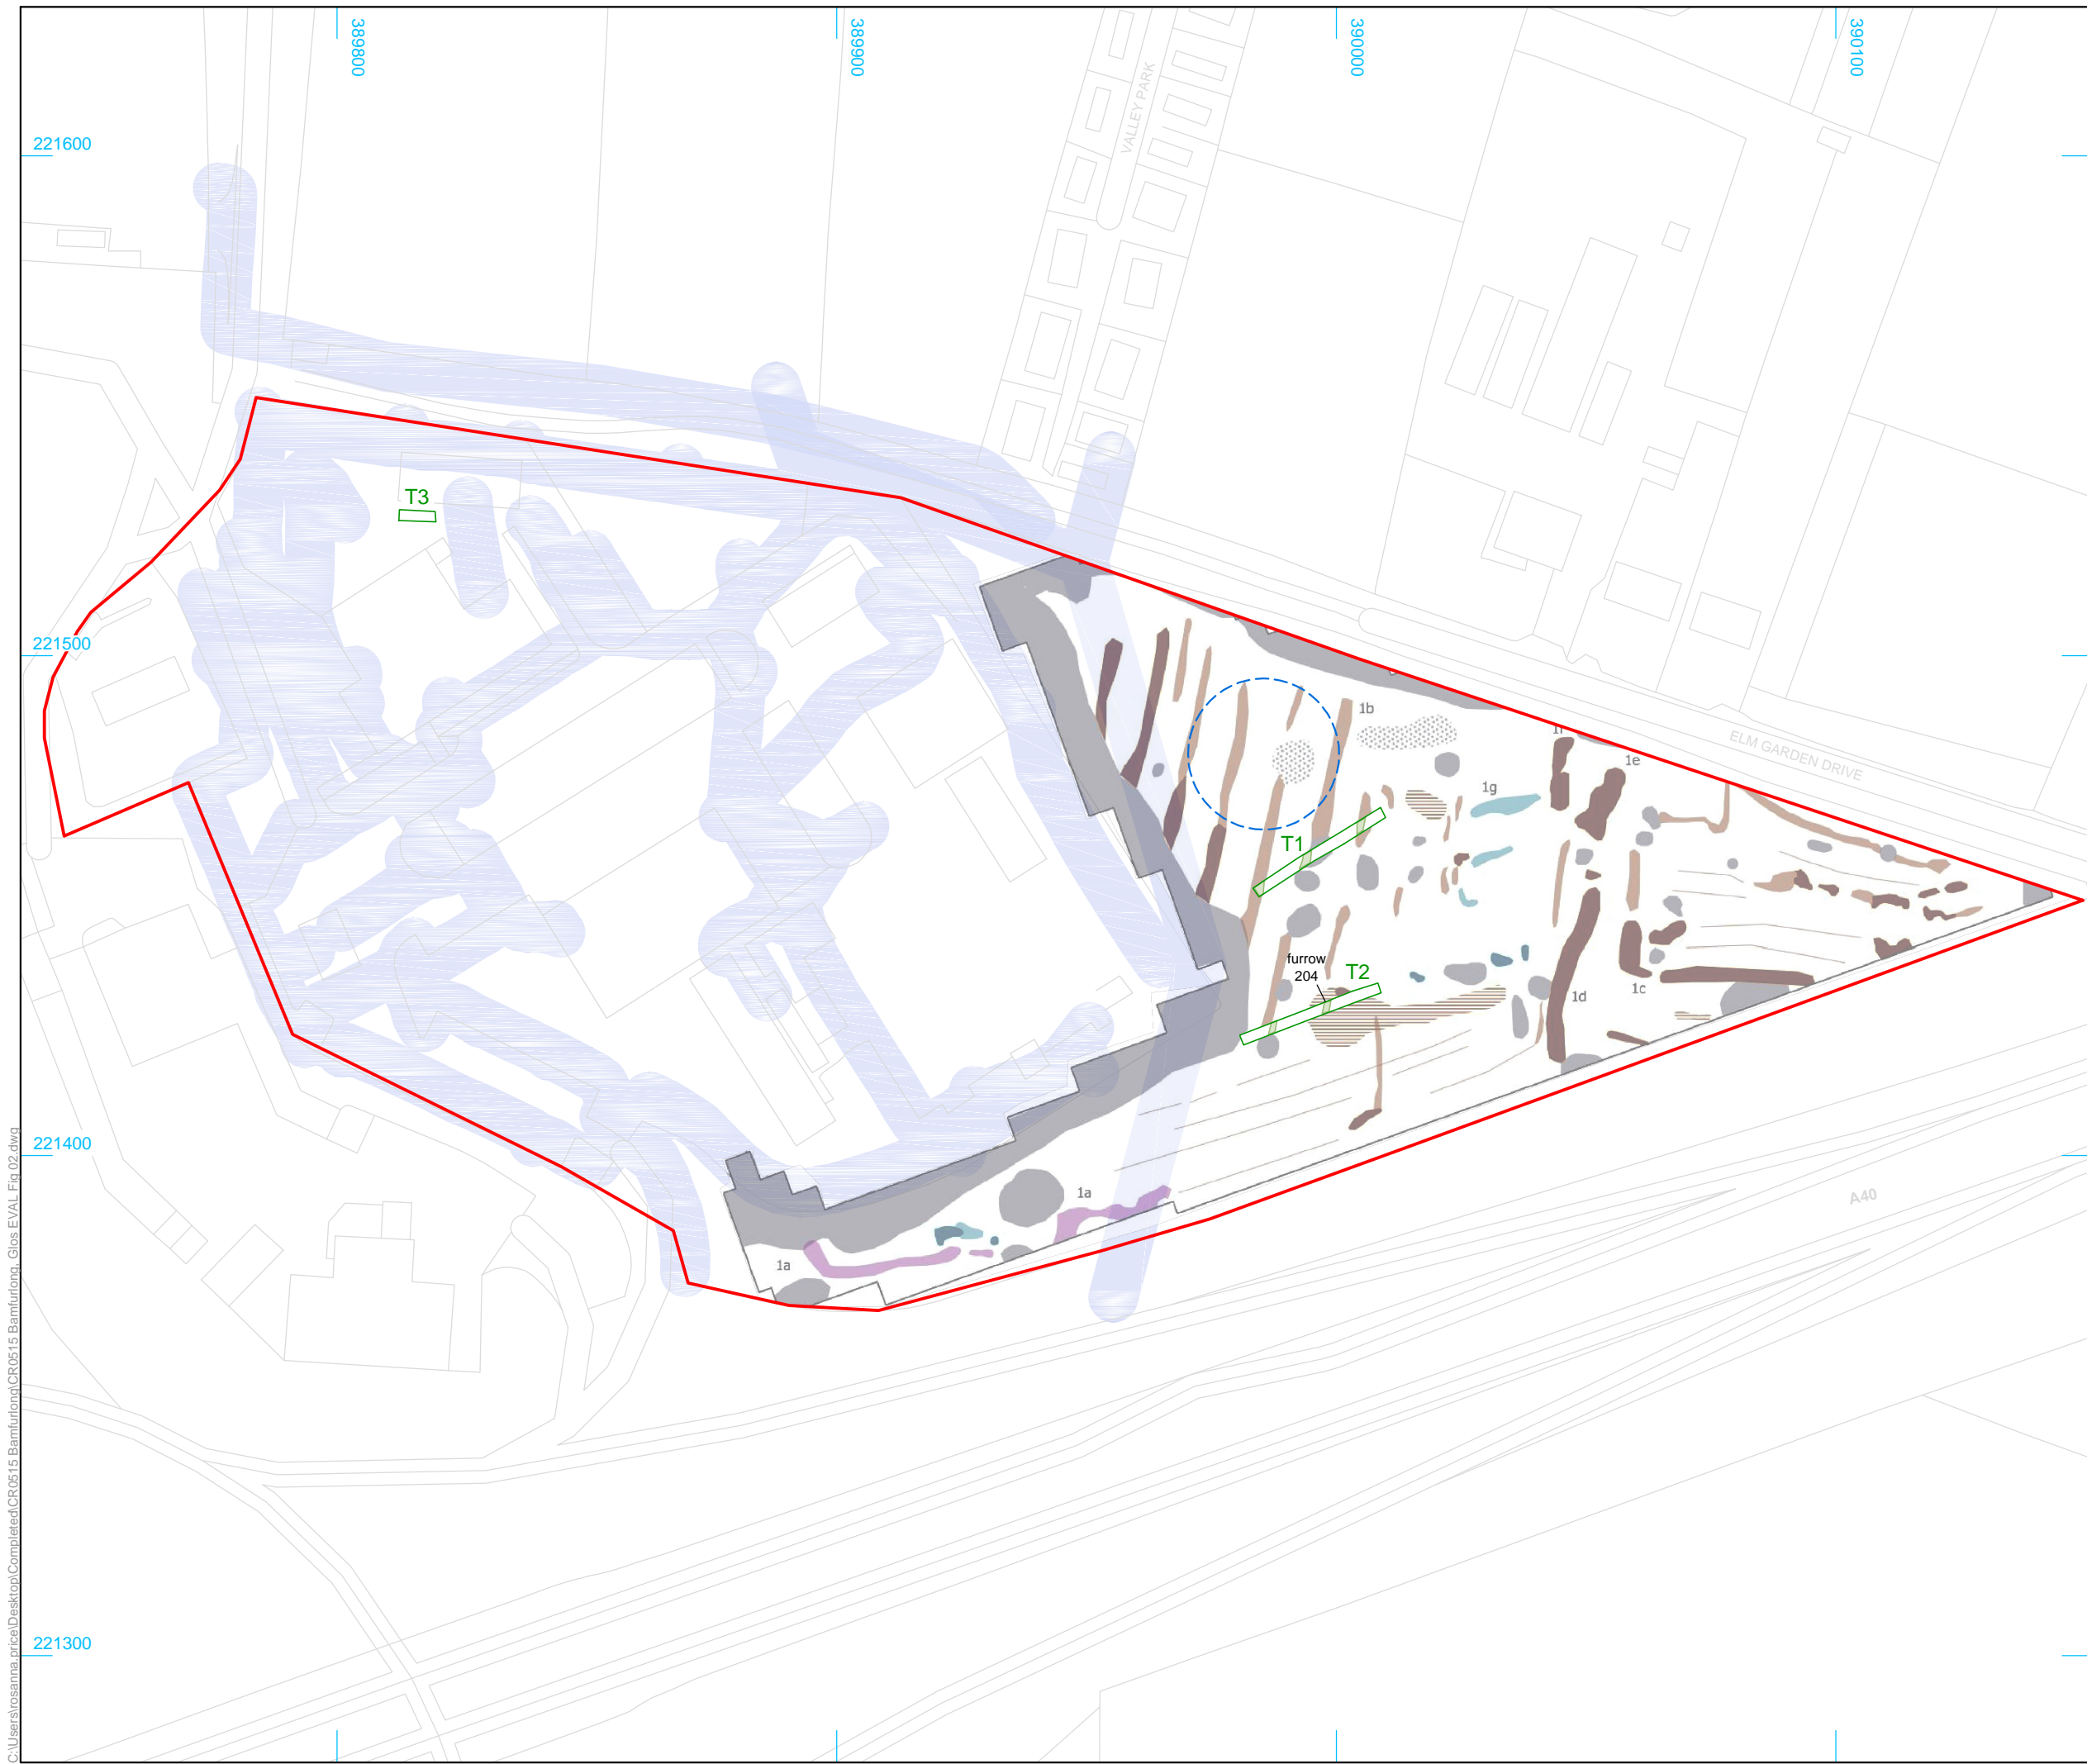 389800
389900
390000
390100
VALLEY PARK
221600
T3
221500
1b
1f
ELM GARDEN DRIVE
1e
1g
T1
furrow
204
T2
1d
1c
221400
1a
A40
1a
221300
C:\Users\rosanna.price\Desktop\Completed\CR0515 Bamfurlong\CR0515 Bamfurlong, Glos EVAL Fig 02.dwg